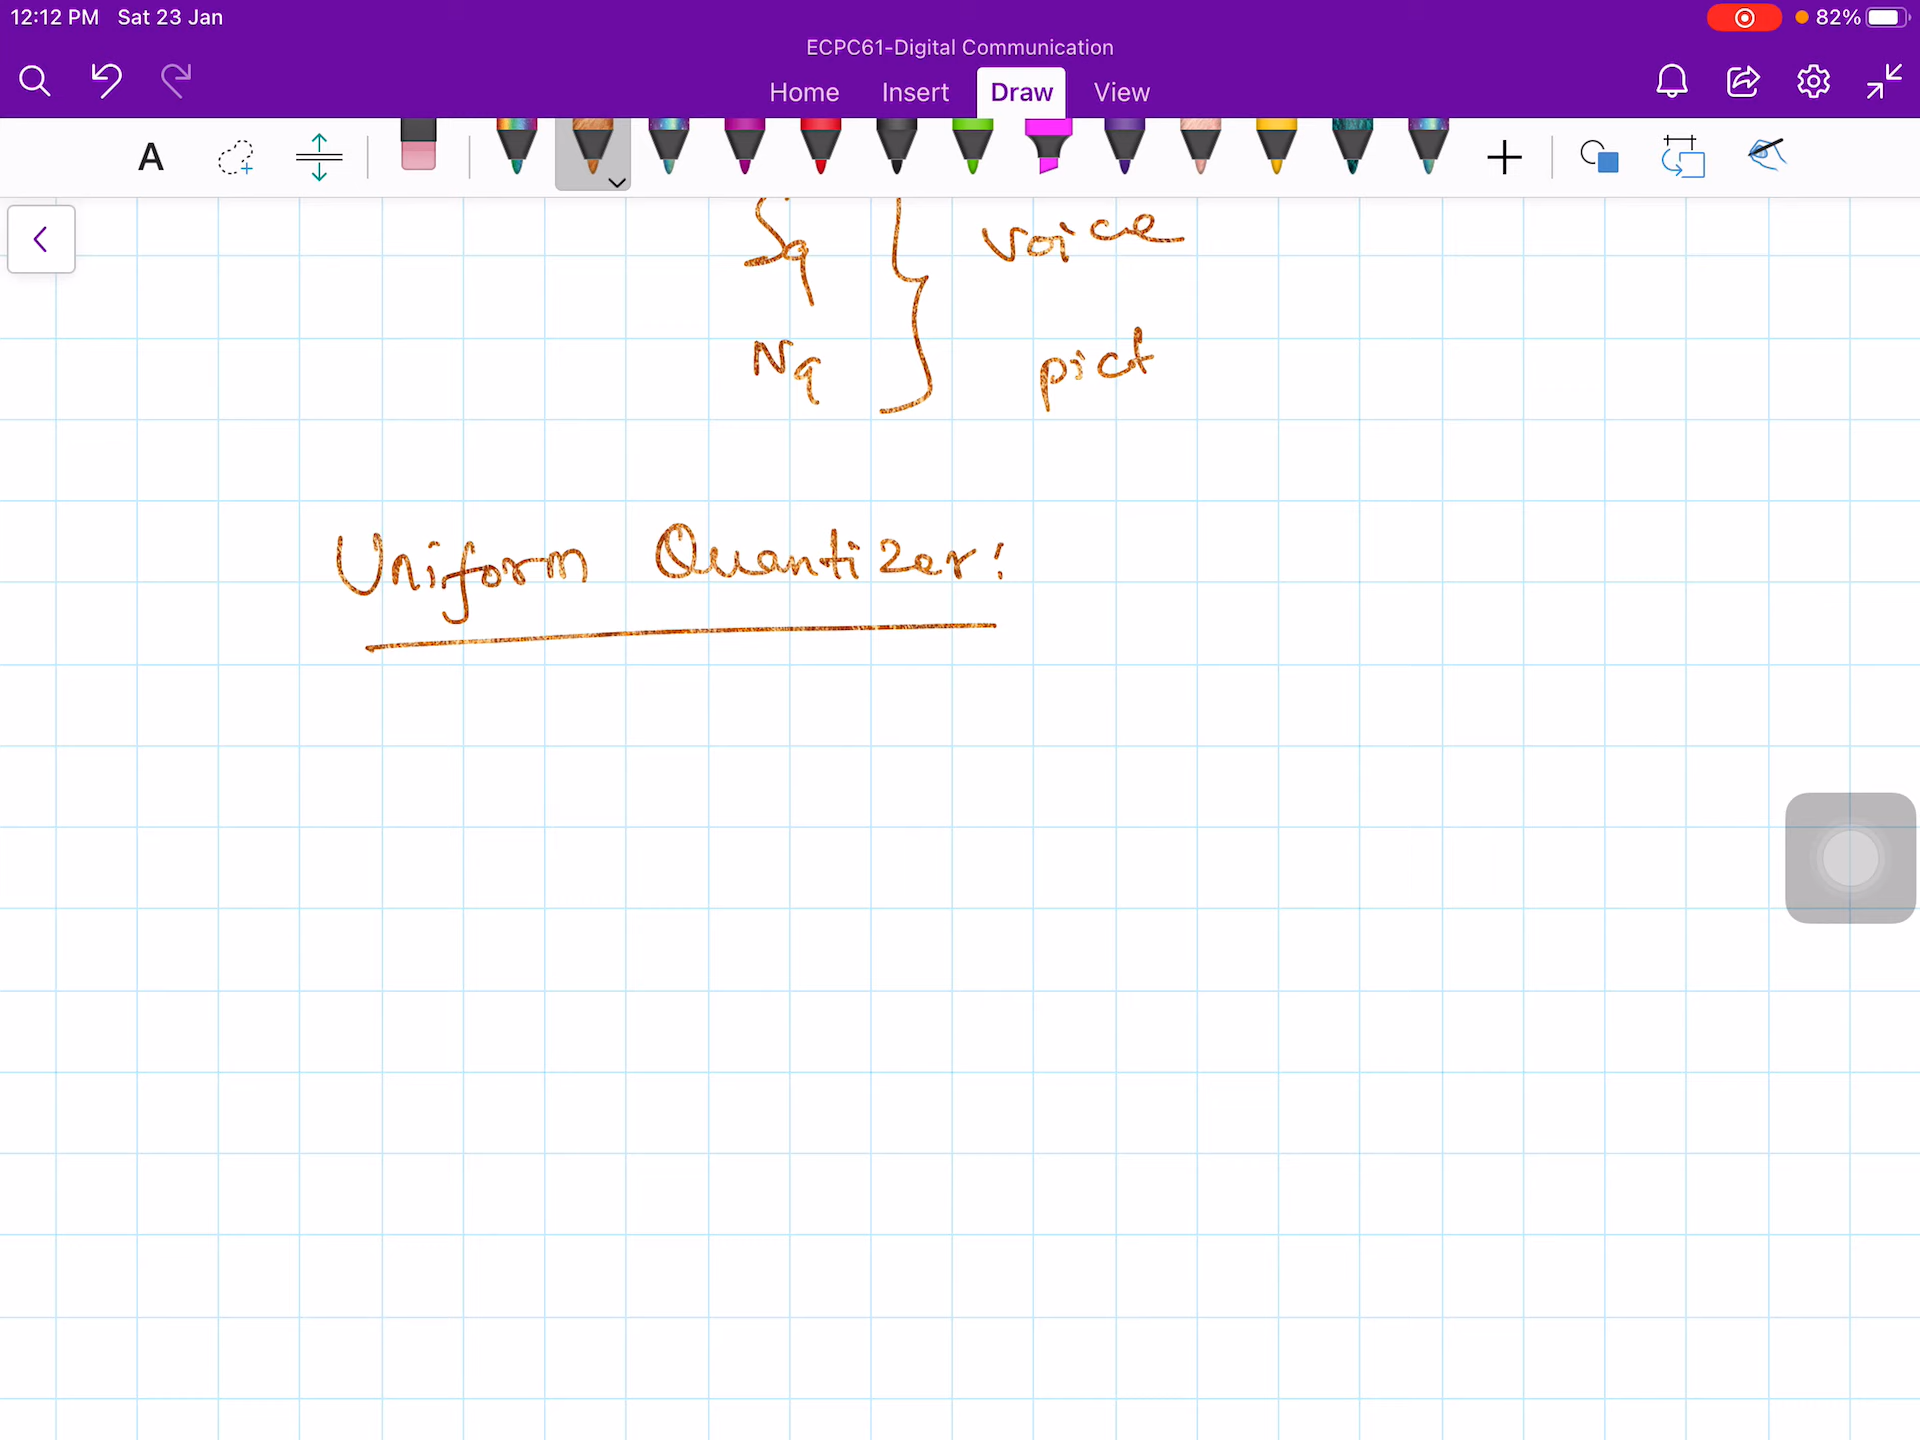 12:12 PM Sat 23 Jan
82%
ECPC61-Digital Communication
Home Insert Draw View
A
Sq } voice
Nq pict
Uniform Quantizer: